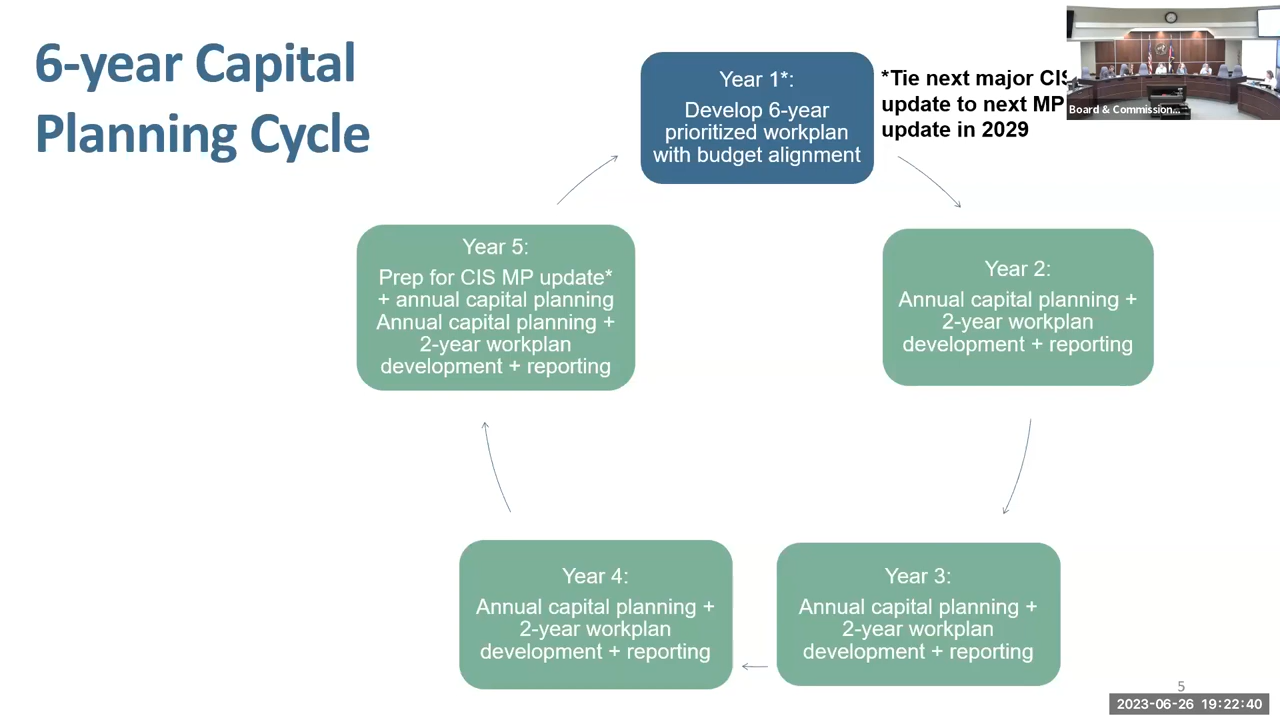 6-year Capital
Planning Cycle
Year 1*:
Develop 6-year
prioritized workplan
with budget alignment
*Tie next major CIS
update to next MP
update in 2029
Board & Commission...
Year 2:
Annual capital planning +
2-year workplan
development + reporting
Year 3:
Annual capital planning +
2-year workplan
development + reporting
Year 4:
Annual capital planning +
2-year workplan
development + reporting
Year 5:
Prep for CIS MP update*
+ annual capital planning
Annual capital planning +
2-year workplan
development + reporting
5
2023-06-26 19:22:40